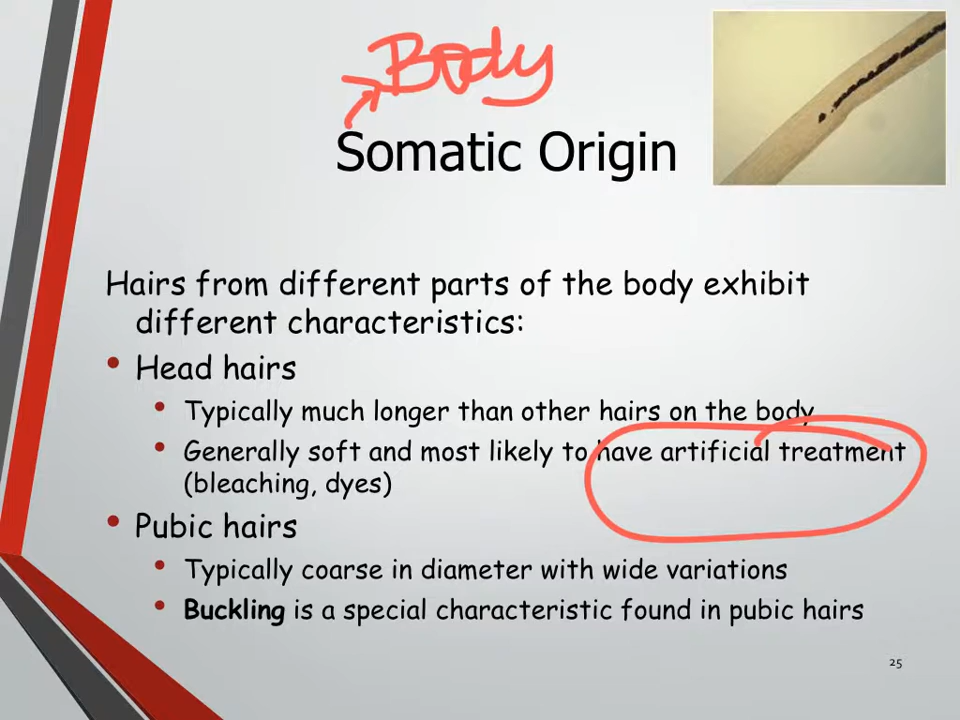 Body
Somatic Origin
Hairs from different parts of the body exhibit
different characteristics:
• Head hairs
• Typically much longer than other hairs on the body
• Generally soft and most likely to have artificial treatment
(bleaching, dyes)
• Pubic hairs
• Typically coarse in diameter with wide variations
• Buckling is a special characteristic found in pubic hairs
25